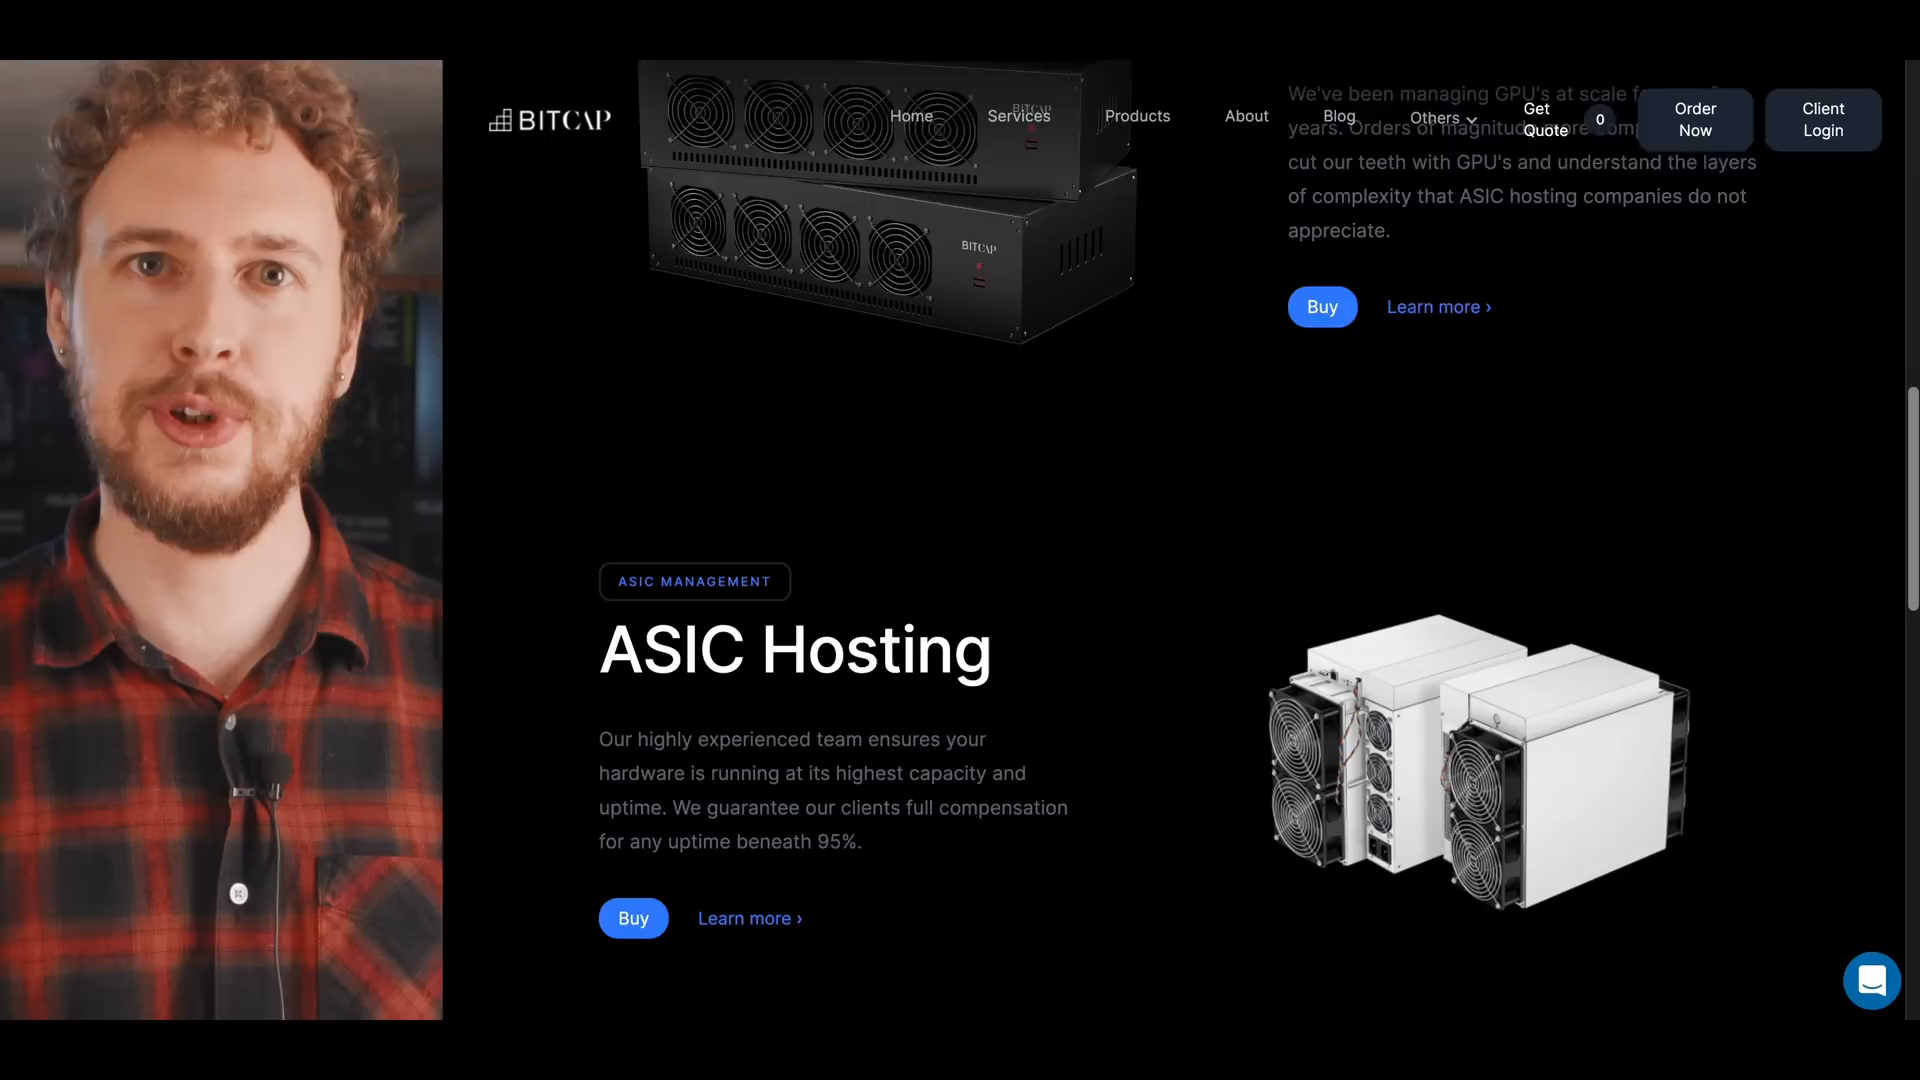 BITCAP
Home
Services
Products
About
Blog
Others
Get
Quote
0
Order
Now
Client
Login
BITCAP
We've been managing GPU's at scale
years. Orders of
cut our teeth with GPU's and understand the layers
of complexity that ASIC hosting companies do not
appreciate.
BITCAP
Buy
Learn more ›
ASIC MANAGEMENT
ASIC Hosting
Our highly experienced team ensures your
hardware is running at its highest capacity and
uptime. We guarantee our clients full compensation
for any uptime beneath 95%.
Buy
Learn more ›